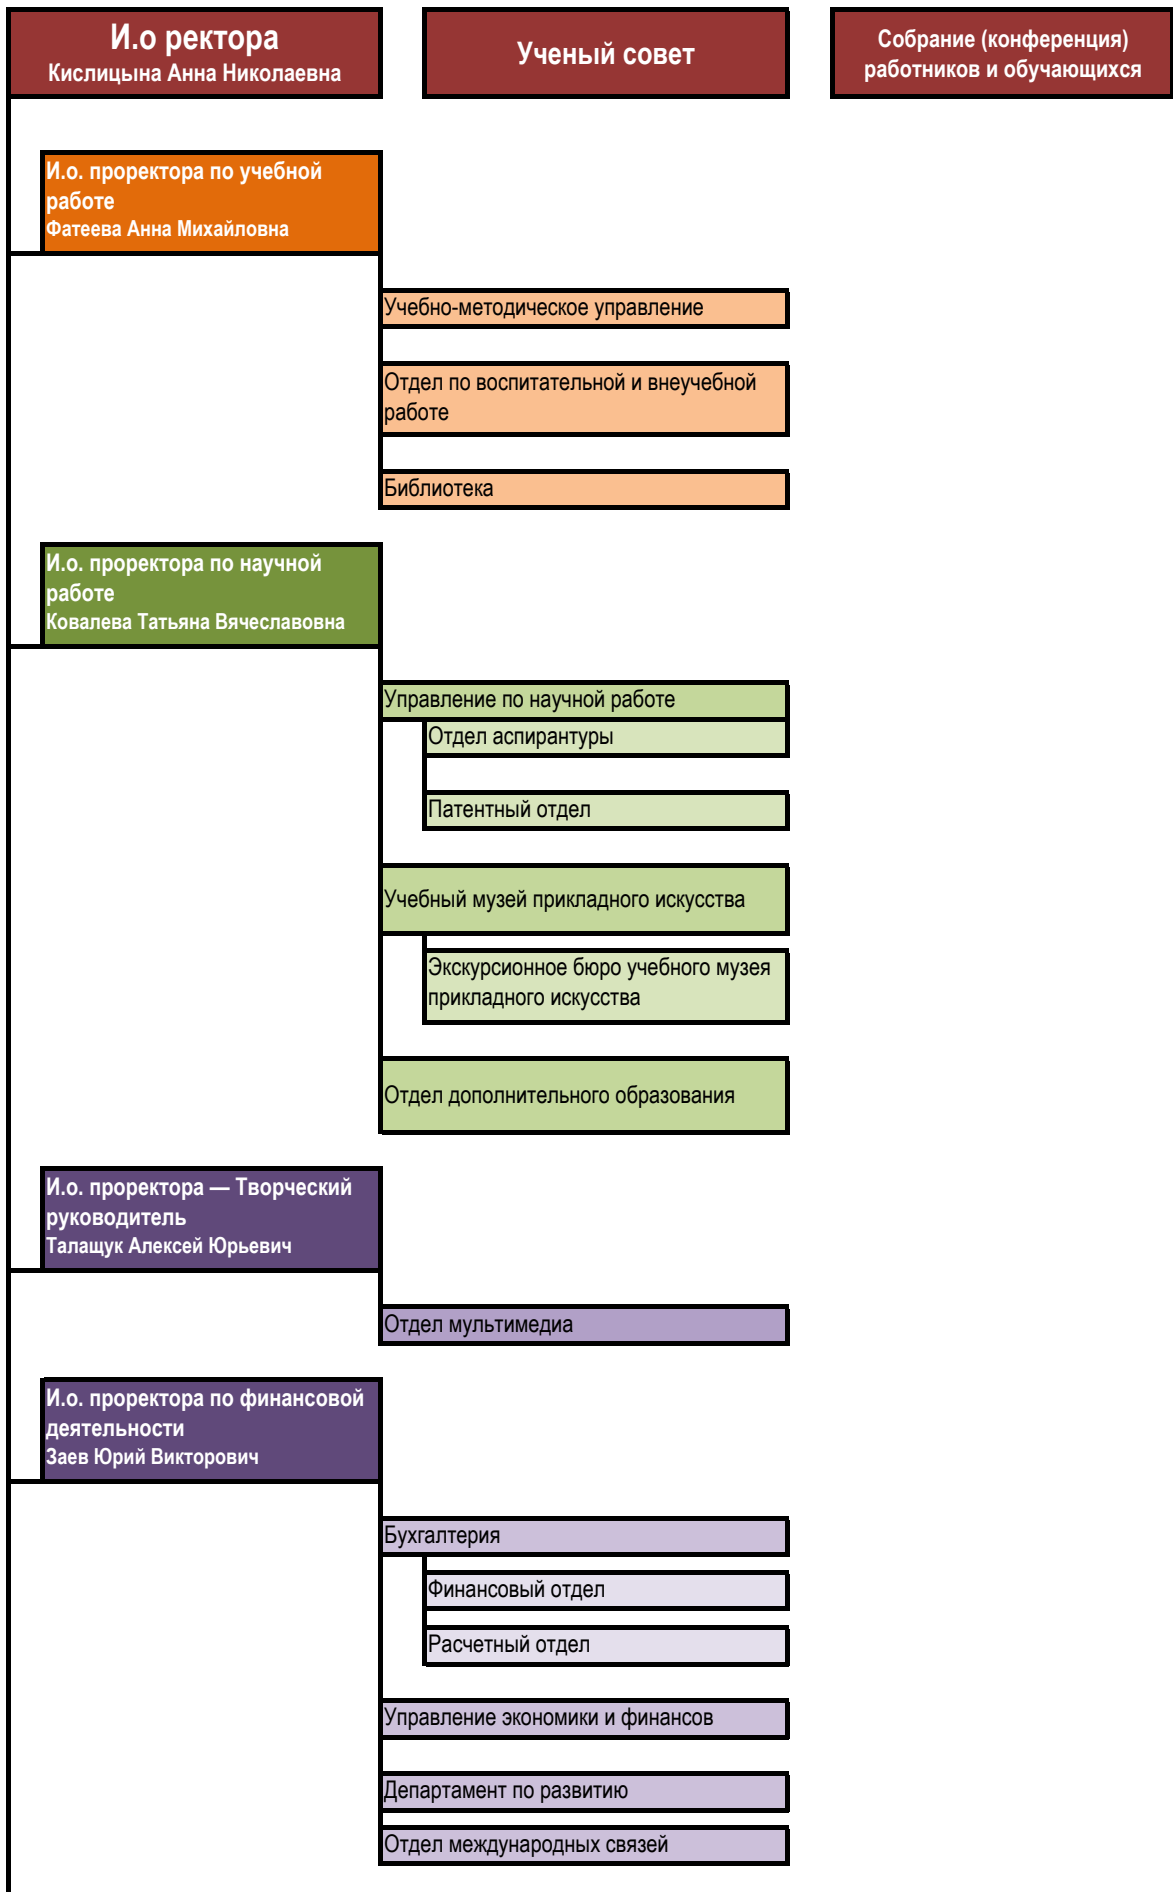 И.о ректора
Кислицына Анна Николаевна
Ученый совет
Собрание (конференция)
работников и обучающихся
И.о. проректора по учебной
работе
Фатеева Анна Михайловна
Учебно-методическое управление
Отдел по воспитательной и внеучебной
работе
Библиотека
И.о. проректора по научной
работе
Ковалева Татьяна Вячеславовна
Управление по научной работе
Отдел аспирантуры
Патентный отдел
Учебный музей прикладного искусства
Экскурсионное бюро учебного музея
прикладного искусства
Отдел дополнительного образования
И.о. проректора — Творческий
руководитель
Талащук Алексей Юрьевич
Отдел мультимедиа
И.о. проректора по финансовой
деятельности
Заев Юрий Викторович
Бухгалтерия
Финансовый отдел
Расчетный отдел
Управление экономики и финансов
Департамент по развитию
Отдел международных связей